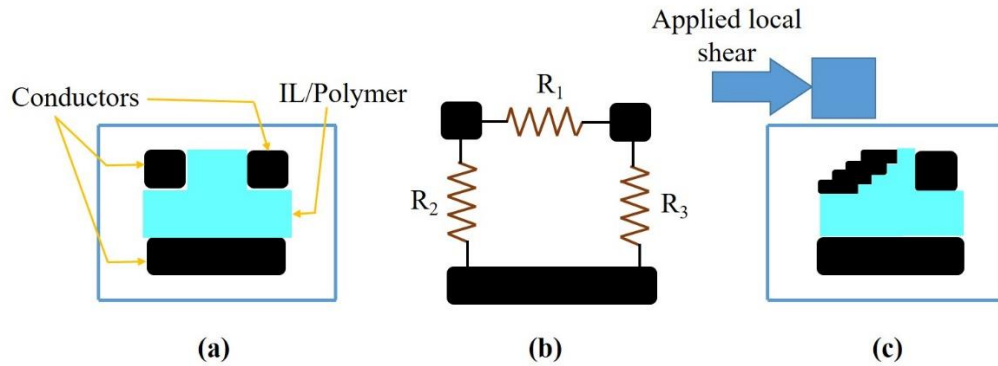 Conductors
IL/Polymer
R1
R2
R3
Applied local
shear
(a)
(b)
(c)